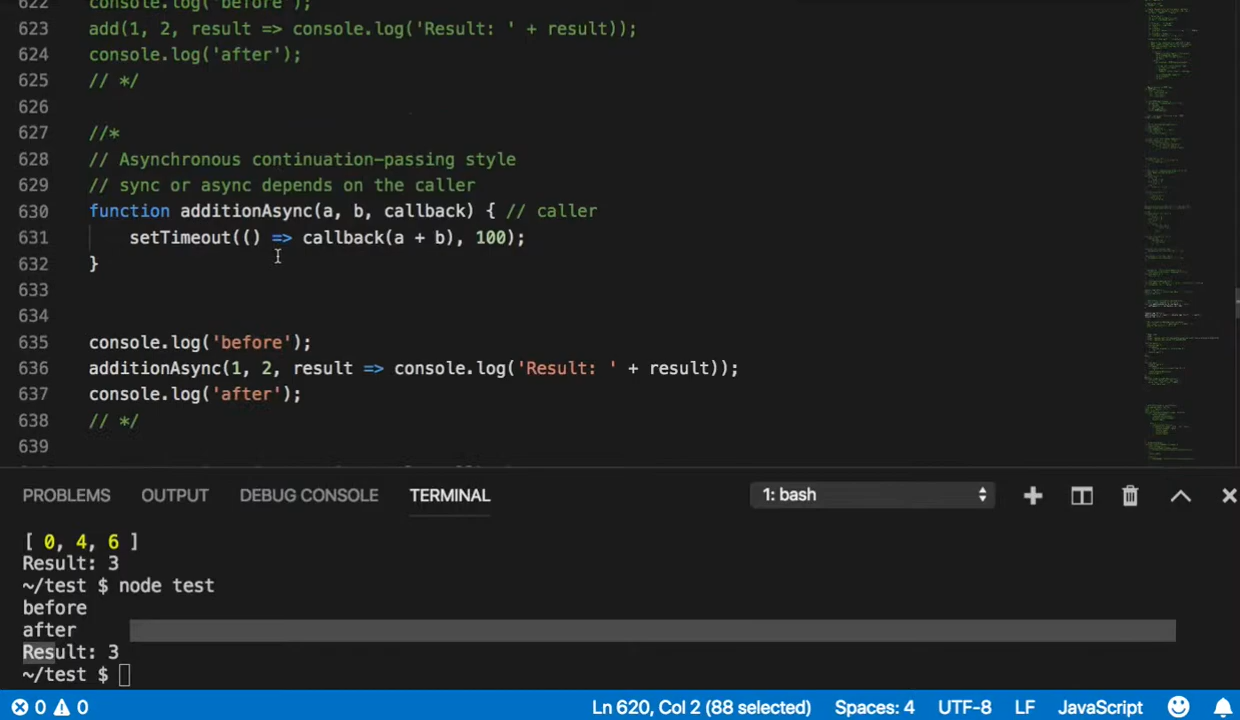 622 console.log('before');
623 add(1, 2, result => console.log('Result: ' + result));
624 console.log('after');
625 // */
626
627 //*
628 // Asynchronous continuation-passing style
629 // sync or async depends on the caller
630 function additionAsync(a, b, callback) { // caller
631 setTimeout(() => callback(a + b), 100);
632 }
633
634
635 console.log('before');
636 additionAsync(1, 2, result => console.log('Result: ' + result));
637 console.log('after');
638 // */
639
PROBLEMS OUTPUT DEBUG CONSOLE TERMINAL 1: bash
[ 0, 4, 6 ]
Result: 3
~/test $ node test
before
after
Result: 3
~/test $
0 0 Ln 620, Col 2 (88 selected) Spaces: 4 UTF-8 LF JavaScript